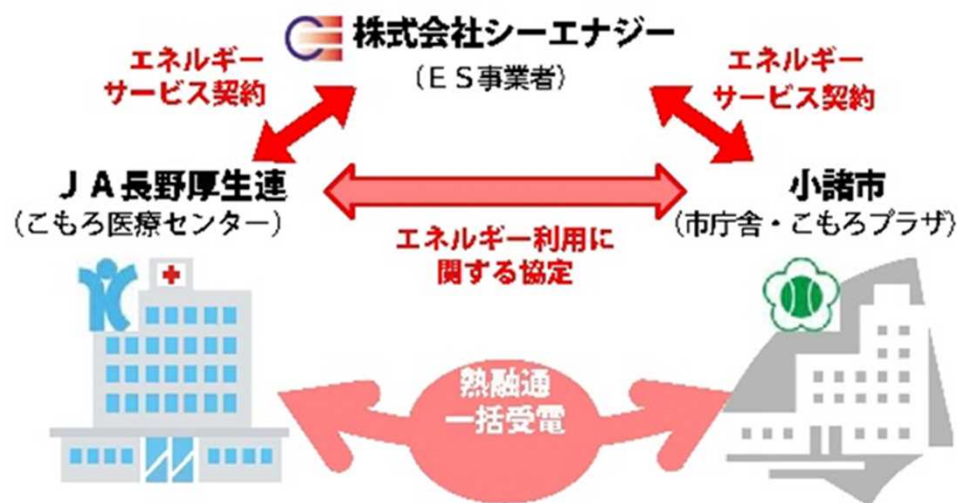 株式会社シーエナジー
(ES事業者)
エネルギー
サービス契約
エネルギー
サービス契約
JA長野厚生連
(こもろ医療センター)
小諸市
(市庁舎・こもろプラザ)
エネルギー利用に
関する協定
熱融通
一括受電